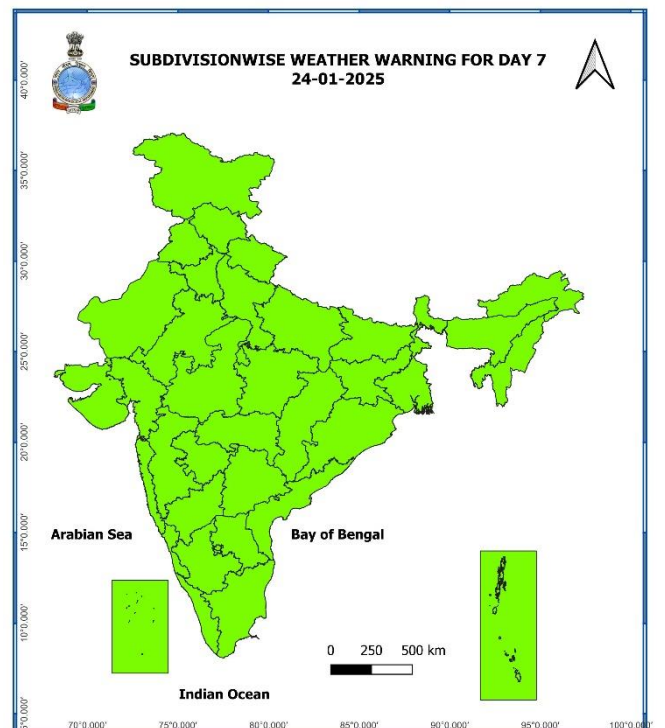 SUBDIVISIONWISE WEATHER WARNING FOR DAY 7
24-01-2025
40°0.000'
35°0.000'
30°0.000'
25°0.000'
20°0.000'
15°0.000'
10°0.000'
5°0.000'
Arabian Sea
Bay of Bengal
0 250 500 km
Indian Ocean
70°0.000' 75°0.000' 80°0.000' 85°0.000' 90°0.000' 95°0.000' 100°0.000'